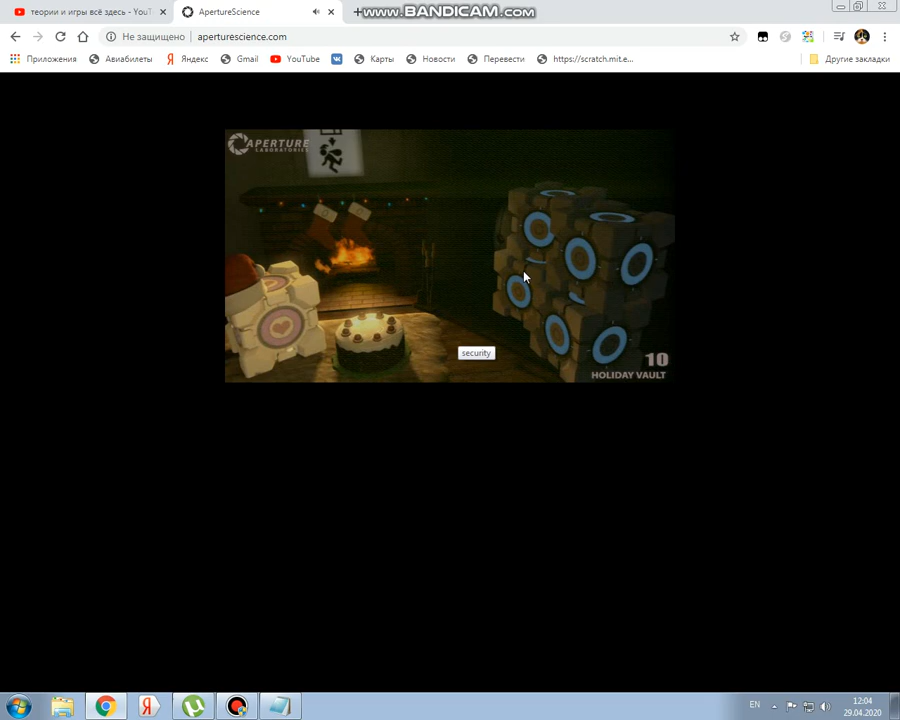 теории и игры всё здесь - YouT
ApertureScience
WWW.BANDICAM.COM
Не защищено
aperturescience.com
Приложения
Авиабилеты
Яндекс
Gmail
YouTube
Карты
Новости
Перевести
https://scratch.mit.e...
Другие закладки
APERTURE
LABORATORIES
security
10
HOLIDAY VAULT
EN
12:04
29.04.2020